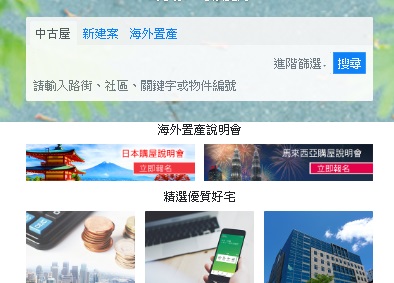 中古屋 新建案 海外置產
進階篩選 搜尋
請輸入路街、社區、關鍵字或物件編號
海外置產說明會
日本購屋說明會 馬來西亞購屋說明會
立即報名 立即報名
精選優質好宅